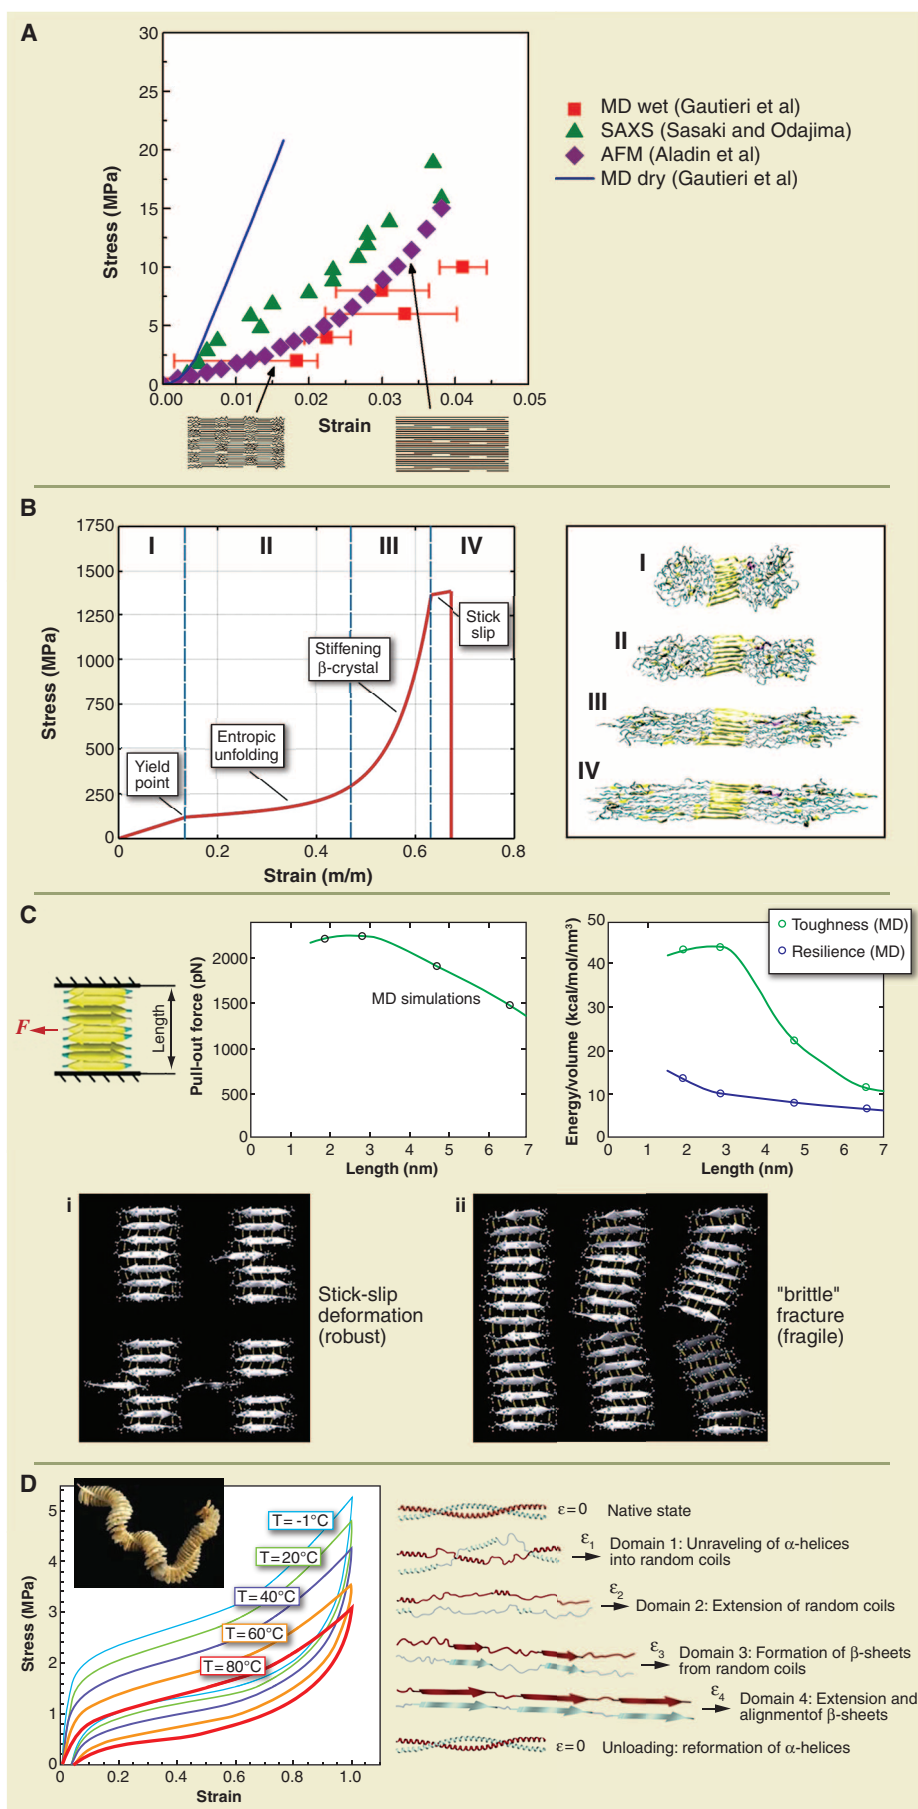 A
30
25
20
15
10
5
0
Stress (MPa)
0.00
0.01
0.02
0.03
0.04
0.05
Strain
MD wet (Gautieri et al)
SAXS (Sasaki and Odajima)
AFM (Aladin et al)
MD dry (Gautieri et al)
B
1750
1500
1250
1000
750
500
250
0
Stress (MPa)
I
II
III
IV
Yield
point
Entropic
unfolding
Stiffening
β-crystal
Stick
slip
0
0.2
0.4
0.6
0.8
Strain (m/m)
I
II
III
IV
C
F
Length
2000
1500
1000
500
0
Pull-out force (pN)
MD simulations
0
1
2
3
4
5
6
7
Length (nm)
50
40
30
20
10
0
Energy/volume (kcal/mol/nm³)
Toughness (MD)
Resilience (MD)
0
1
2
3
4
5
6
7
Length (nm)
i
Stick-slip
deformation
(robust)
ii
"brittle"
fracture
(fragile)
D
5
4
3
2
1
0
Stress (MPa)
T= -1°C
T=20°C
T=40°C
T=60°C
T=80°C
0
0.2
0.4
0.6
0.8
1.0
Strain
ε=0 Native state
ε1 Domain 1: Unraveling of α-helices
into random coils
ε2
Domain 2: Extension of random coils
ε3 Domain 3: Formation of β-sheets
from random coils
ε4 Domain 4: Extension and
alignmentof β-sheets
ε=0 Unloading: reformation of α-helices